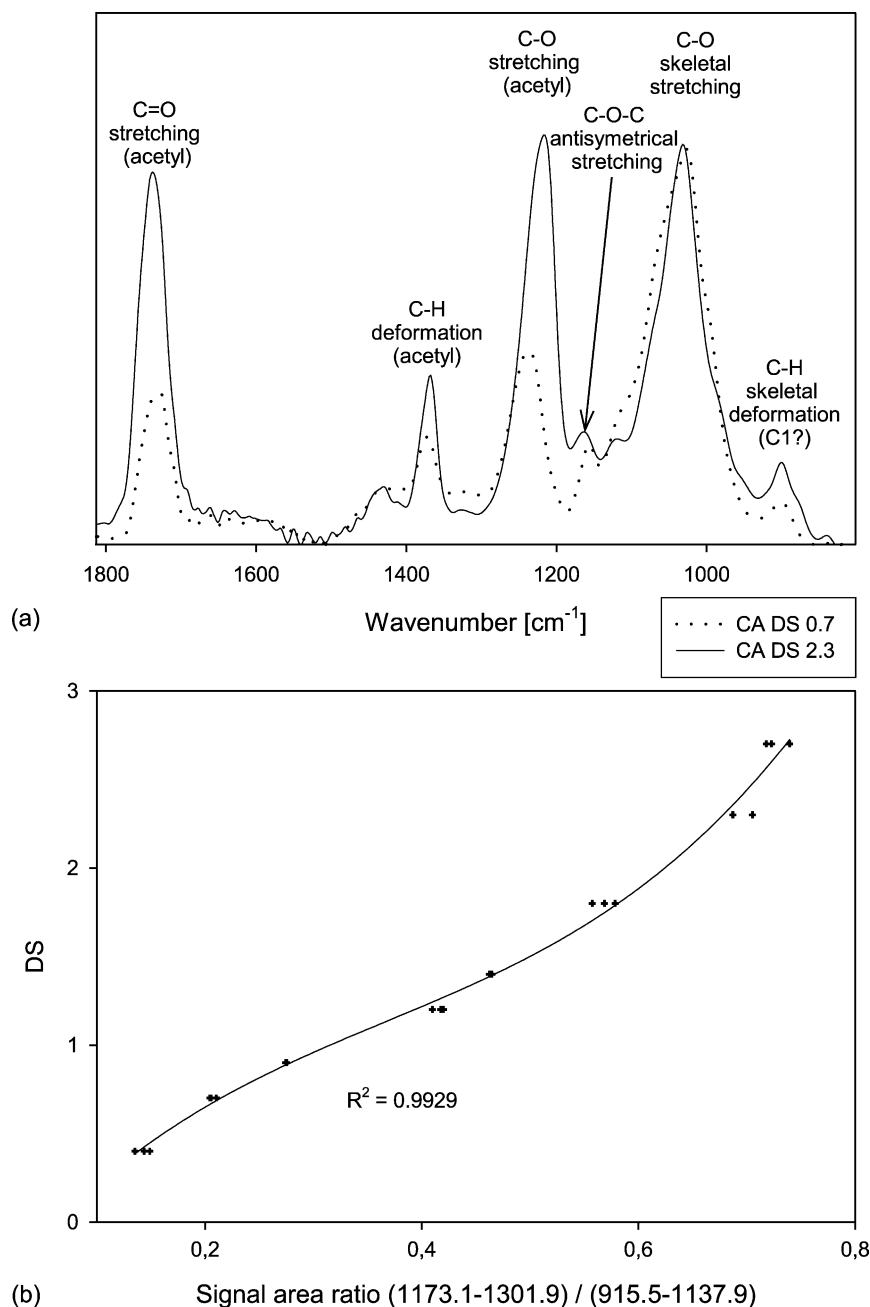 C=O
stretching
(acetyl)
C-H
deformation
(acetyl)
C-O
stretching
(acetyl)
C-O-C
antisymetrical
stretching
C-O
skeletal
stretching
C-H
skeletal
deformation
(C1?)
1800 1600 1400 1200 1000
(a)
Wavenumber [cm-1]
CA DS 0.7
CA DS 2.3
3
2
1
0
DS
R2 = 0.9929
0,2 0,4 0,6 0,8
(b)
Signal area ratio (1173.1-1301.9) / (915.5-1137.9)